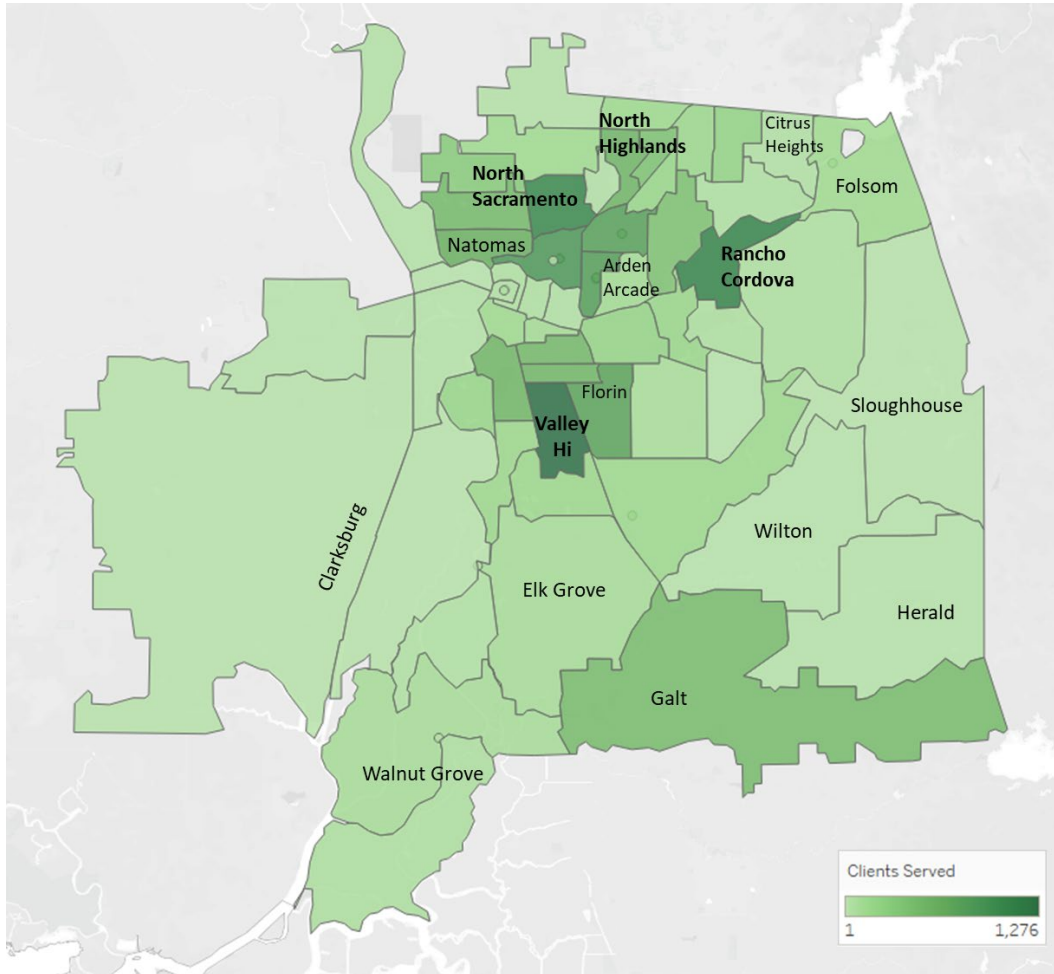 North
Highlands
Citrus
Heights
North
Sacramento
Folsom
Natomas
Rancho
Cordova
Arden
Arcade
Florin
Sloughhouse
Valley
Hi
Clarksburg
Wilton
Elk Grove
Herald
Galt
Walnut Grove
Clients Served
1 1,276